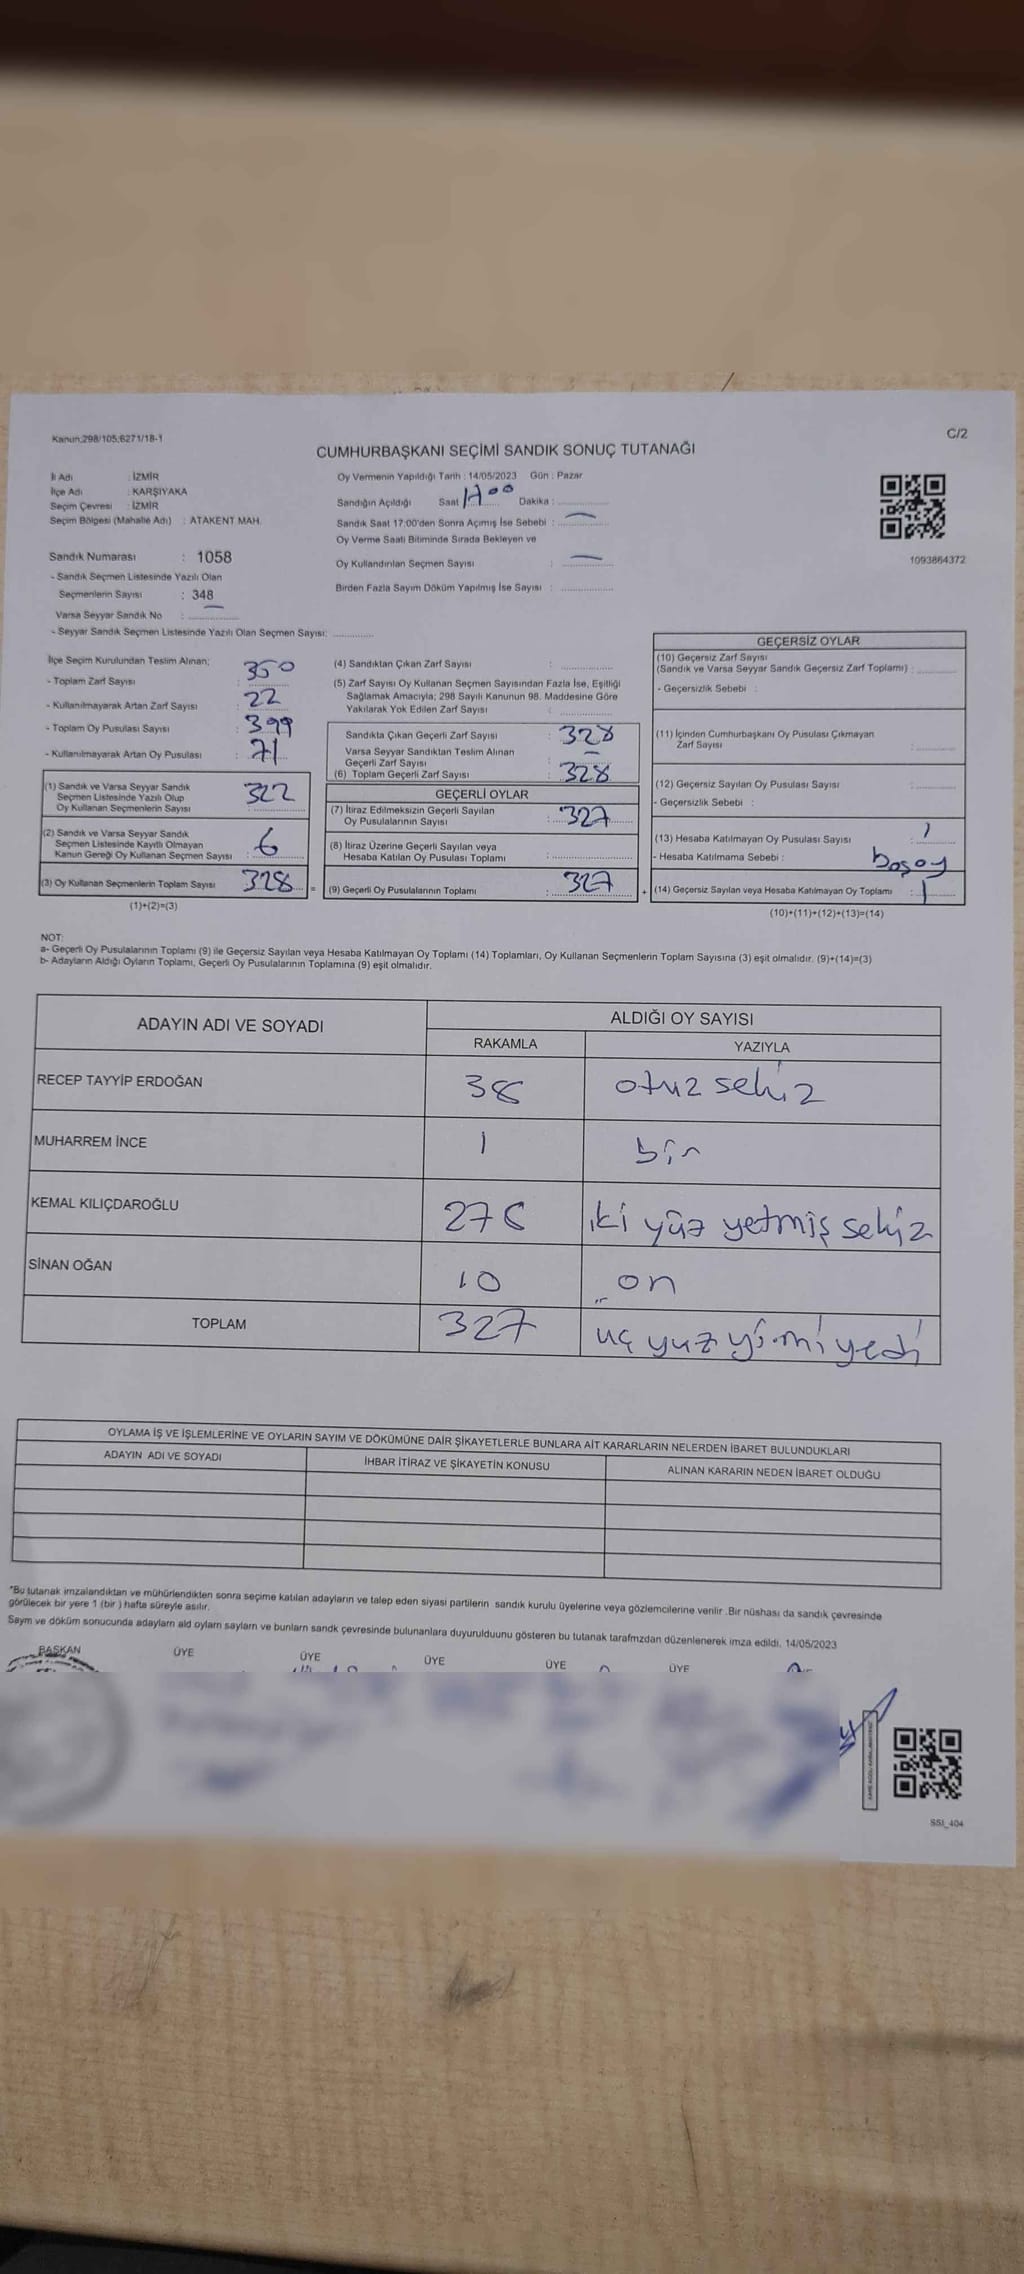 Kanun;298/105;6271/18-1
C/2
CUMHURBAŞKANI SEÇİMİ SANDIK SONUÇ TUTANAĞI
İl Adı : İZMİR
İlçe Adı : KARŞIYAKA
Seçim Çevresi : İZMİR
Seçim Bölgesi (Mahalle Adı) : ATAKENT MAH.
Oy Vermenin Yapıldığı Tarih : 14/05/2023 Gün : Pazar
Sandığın Açıldığı Saat 17.00 Dakika :
Sandık Saat 17:00'den Sonra Açımış İse Sebebi : —
Oy Verme Saati Bitiminde Sırada Bekleyen ve
Oy Kullandırılan Seçmen Sayısı : —
Birden Fazla Sayım Döküm Yapılmış İse Sayısı :
1093864372
Sandık Numarası : 1058
- Sandık Seçmen Listesinde Yazılı Olan
Seçmenlerin Sayısı : 348
Varsa Seyyar Sandık No : —
- Seyyar Sandık Seçmen Listesinde Yazılı Olan Seçmen Sayısı:
İlçe Seçim Kurulundan Teslim Alınan;
- Toplam Zarf Sayısı : 350
- Kullanılmayarak Artan Zarf Sayısı : 22
- Toplam Oy Pusulası Sayısı : 399
- Kullanılmayarak Artan Oy Pusulası : 71
(1) Sandık ve Varsa Seyyar Sandık
Seçmen Listesinde Yazılı Olup
Oy Kullanan Seçmenlerin Sayısı : 322
(2) Sandık ve Varsa Seyyar Sandık
Seçmen Listesinde Kayıtlı Olmayan
Kanun Gereği Oy Kullanan Seçmen Sayısı : 6
(3) Oy Kullanan Seçmenlerin Toplam Sayısı : 328
(1)+(2)=(3)
(4) Sandıktan Çıkan Zarf Sayısı :
(5) Zarf Sayısı Oy Kullanan Seçmen Sayısından Fazla İse, Eşitliği
Sağlamak Amacıyla; 298 Sayılı Kanunun 98. Maddesine Göre
Yakılarak Yok Edilen Zarf Sayısı :
Sandıkta Çıkan Geçerli Zarf Sayısı : 328
Varsa Seyyar Sandıktan Teslim Alınan
Geçerli Zarf Sayısı : —
(6) Toplam Geçerli Zarf Sayısı : 328
GEÇERLİ OYLAR
(7) İtiraz Edilmeksizin Geçerli Sayılan
Oy Pusulalarının Sayısı : 327
(8) İtiraz Üzerine Geçerli Sayılan veya
Hesaba Katılan Oy Pusulası Toplamı :
= (9) Geçerli Oy Pusulalarının Toplamı : 327
GEÇERSİZ OYLAR
(10) Geçersiz Zarf Sayısı
(Sandık ve Varsa Seyyar Sandık Geçersiz Zarf Toplamı) :
- Geçersizlik Sebebi :
(11) İçinden Cumhurbaşkanı Oy Pusulası Çıkmayan
Zarf Sayısı :
(12) Geçersiz Sayılan Oy Pusulası Sayısı :
- Geçersizlik Sebebi :
(13) Hesaba Katılmayan Oy Pusulası Sayısı : 1
- Hesaba Katılmama Sebebi : boşoy
+ (14) Geçersiz Sayılan veya Hesaba Katılmayan Oy Toplamı : 1
(10)+(11)+(12)+(13)=(14)
NOT:
a- Geçerli Oy Pusulalarının Toplamı (9) ile Geçersiz Sayılan veya Hesaba Katılmayan Oy Toplamı (14) Toplamları, Oy Kullanan Seçmenlerin Toplam Sayısına (3) eşit olmalıdır. (9)+(14)=(3)
b- Adayların Aldığı Oyların Toplamı, Geçerli Oy Pusulalarının Toplamına (9) eşit olmalıdır.
ADAYIN ADI VE SOYADI
ALDIĞI OY SAYISI
RAKAMLA YAZIYLA
RECEP TAYYİP ERDOĞAN 38 otuz sekiz
MUHARREM İNCE 1 bir
KEMAL KILIÇDAROĞLU 278 iki yüz yetmiş sekiz
SİNAN OĞAN 10 on
TOPLAM 327 üç yuz yirmi yedi
OYLAMA İŞ VE İŞLEMLERİNE VE OYLARIN SAYIM VE DÖKÜMÜNE DAİR ŞİKAYETLERLE BUNLARA AİT KARARLARIN NELERDEN İBARET BULUNDUKLARI
ADAYIN ADI VE SOYADI İHBAR İTİRAZ VE ŞİKAYETİN KONUSU ALINAN KARARIN NEDEN İBARET OLDUĞU
*Bu tutanak imzalandıktan ve mühürlendikten sonra seçime katılan adayların ve talep eden siyasi partilerin sandık kurulu üyelerine veya gözlemcilerine verilir .Bir nüshası da sandık çevresinde
görülecek bir yere 1 (bir ) hafta süreyle asılır.
Saym ve döküm sonucunda adaylarn ald oylarn saylarn ve bunlarn sandk çevresinde bulunanlara duyurulduunu gösteren bu tutanak tarafmzdan düzenlenerek imza edildi. 14/05/2023
BAŞKAN ÜYE ÜYE ÜYE ÜYE ÜYE
SSI_404